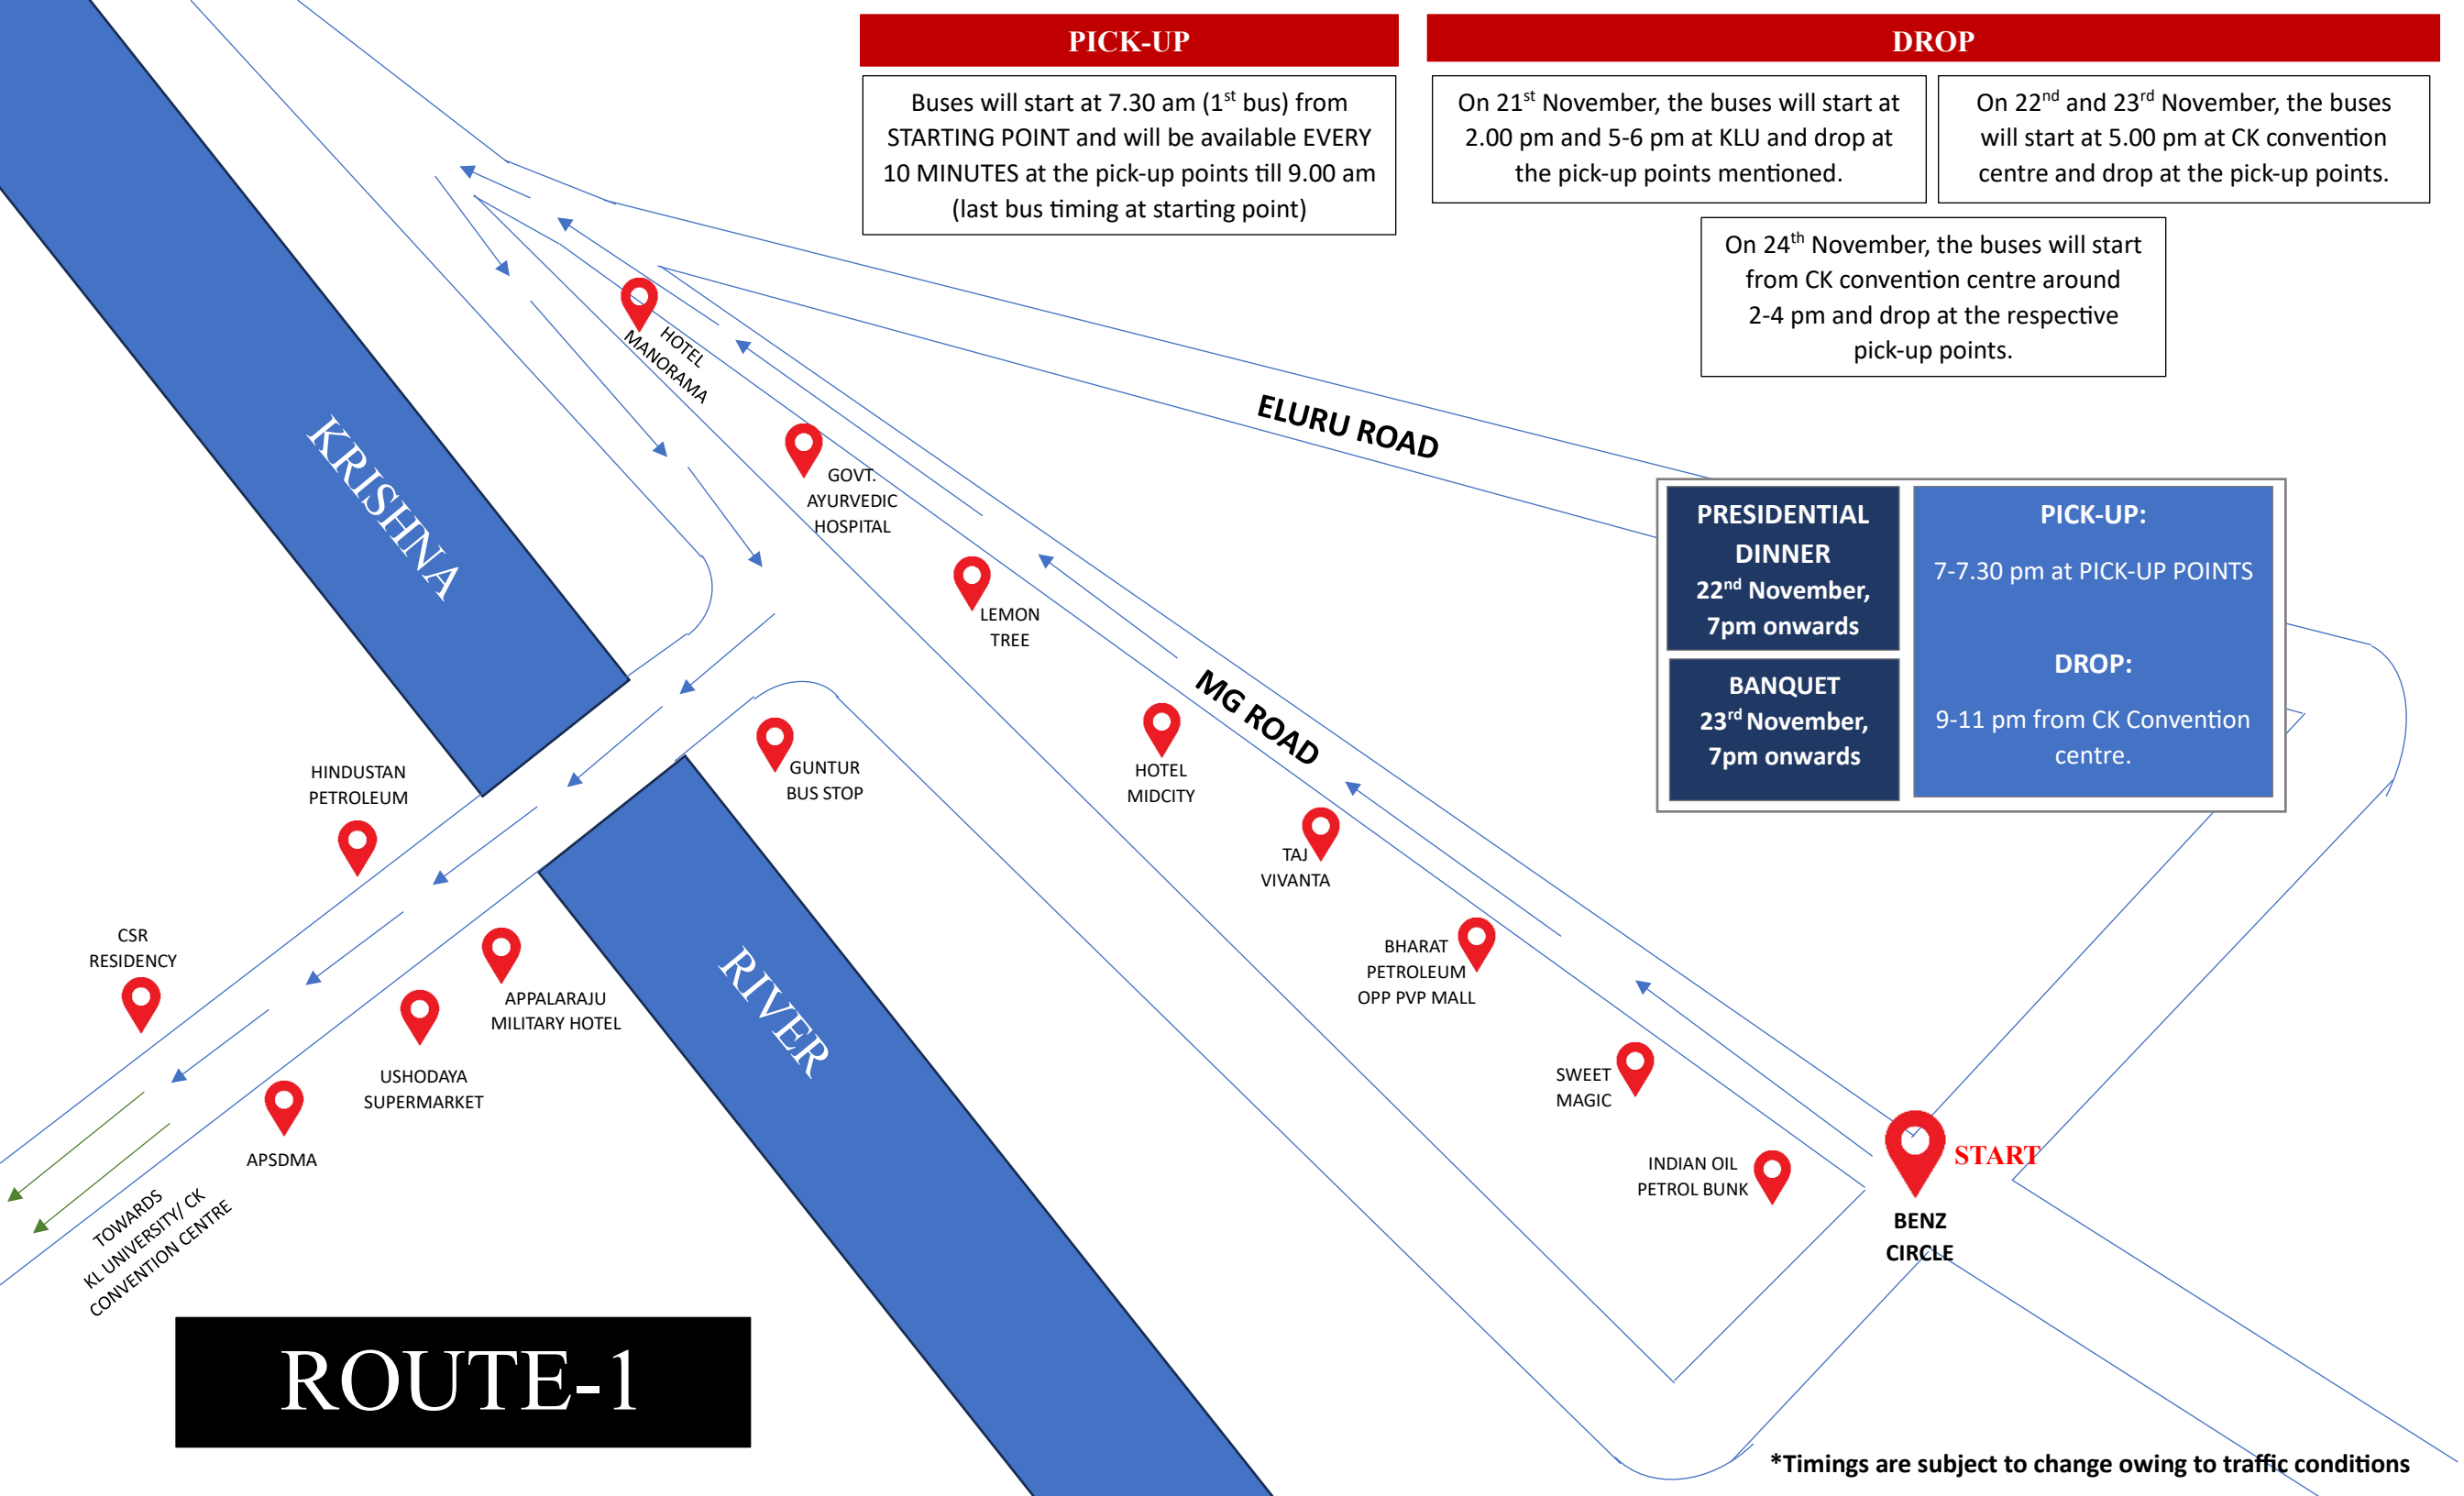 PICK-UP
Buses will start at 7.30 am (1st bus) from
STARTING POINT and will be available EVERY
10 MINUTES at the pick-up points till 9.00 am
(last bus timing at starting point)
DROP
On 21st November, the buses will start at
2.00 pm and 5-6 pm at KLU and drop at
the pick-up points mentioned.
On 22nd and 23rd November, the buses
will start at 5.00 pm at CK convention
centre and drop at the pick-up points.
On 24th November, the buses will start
from CK convention centre around
2-4 pm and drop at the respective
pick-up points.
HOTEL
MANORAMA
ELURU ROAD
KRISHNA
GOVT.
AYURVEDIC
HOSPITAL
LEMON
TREE
PRESIDENTIAL
DINNER
22nd November,
7pm onwards
BANQUET
23rd November,
7pm onwards
PICK-UP:
7-7.30 pm at PICK-UP POINTS
DROP:
9-11 pm from CK Convention
centre.
MG ROAD
GUNTUR
BUS STOP
HOTEL
MIDCITY
HINDUSTAN
PETROLEUM
TAJ
VIVANTA
CSR
RESIDENCY
BHARAT
PETROLEUM
OPP PVP MALL
RIVER
APPALARAJU
MILITARY HOTEL
USHODAYA
SUPERMARKET
SWEET
MAGIC
APSDMA
INDIAN OIL
PETROL BUNK
START
BENZ
CIRCLE
TOWARDS
KL UNIVERSITY/ CK
CONVENTION CENTRE
ROUTE-1
*Timings are subject to change owing to traffic conditions